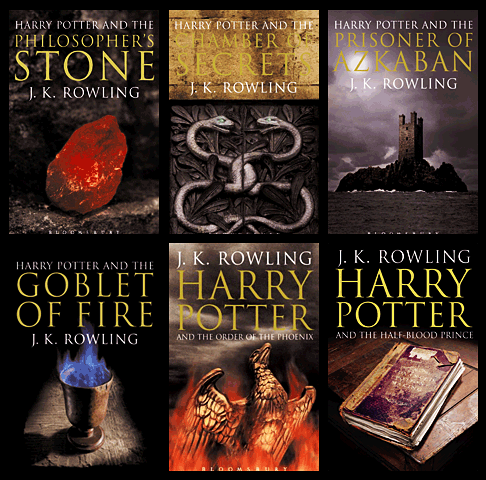 HARRY POTTER AND THE
PHILOSOPHER'S
STONE
J. K. ROWLING
BLOOMSBURY
HARRY POTTER AND THE
CHAMBER OF
SECRETS
J. K. ROWLING
HARRY POTTER AND THE
PRISONER OF
AZKABAN
J. K. ROWLING
BLOOMSBURY
HARRY POTTER AND THE
GOBLET
OF FIRE
J. K. ROWLING
J. K. ROWLING
HARRY
POTTER
AND THE ORDER OF THE PHOENIX
BLOOMSBURY
J. K. ROWLING
HARRY
POTTER
AND THE HALF-BLOOD PRINCE